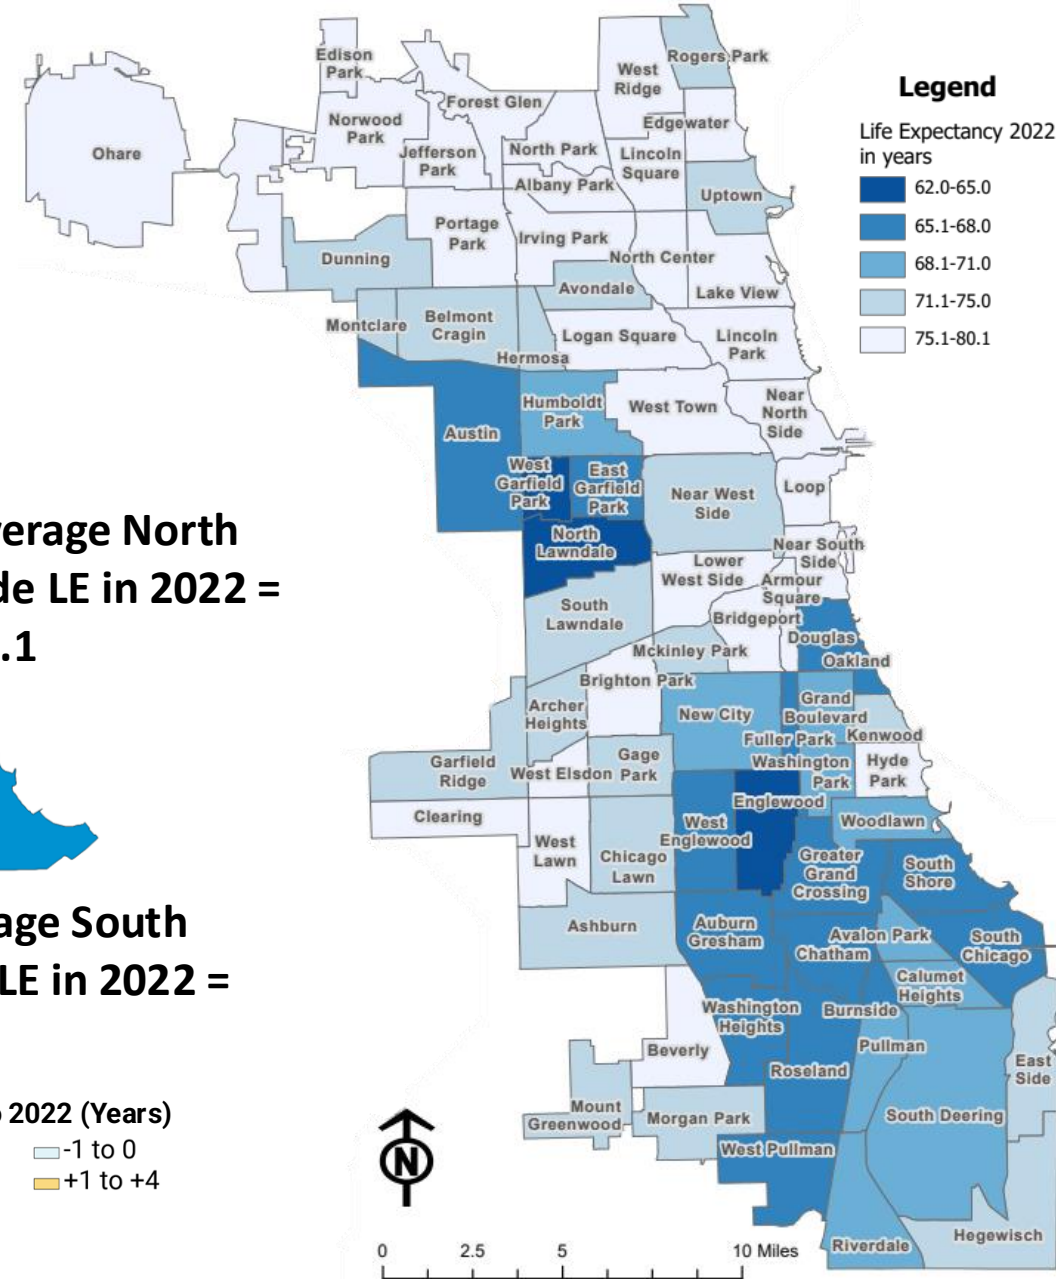 Edison
Park
Rogers Park
West
Ridge
Forest Glen
Norwood
Park
Edgewater
Ohare
Jefferson
Park
North Park
Lincoln
Square
Albany Park
Uptown
Portage
Park
Irving Park
Dunning
North Center
Avondale
Lake View
Montclare
Belmont
Cragin
Logan Square
Lincoln
Park
Hermosa
Humboldt
Park
West Town
Near
North
Side
Austin
West
Garfield
Park
East
Garfield
Park
Near West
Side
Loop
North
Lawndale
Near South
Side
Lower
West Side
Armour
Square
South
Lawndale
Bridgeport
Douglas
Mckinley Park
Oakland
Brighton Park
Archer
Heights
New City
Grand
Boulevard
Fuller Park
Kenwood
Garfield
Ridge
West Elsdon
Gage
Park
Washington
Park
Hyde
Park
Englewood
Clearing
West
Englewood
Woodlawn
West
Lawn
Chicago
Lawn
Greater
Grand
Crossing
South
Shore
Ashburn
Auburn
Gresham
Avalon Park
Chatham
South
Chicago
Calumet
Heights
Washington
Heights
Burnside
Beverly
Pullman
Roseland
East
Side
Mount
Greenwood
Morgan Park
South Deering
West Pullman
Riverdale
Hegewisch
Legend
Life Expectancy 2022
in years
62.0-65.0
65.1-68.0
68.1-71.0
71.1-75.0
75.1-80.1
verage North
de LE in 2022 =
.1
age South
LE in 2022 =
o 2022 (Years)
-1 to 0
+1 to +4
N
0 2.5 5 10 Miles